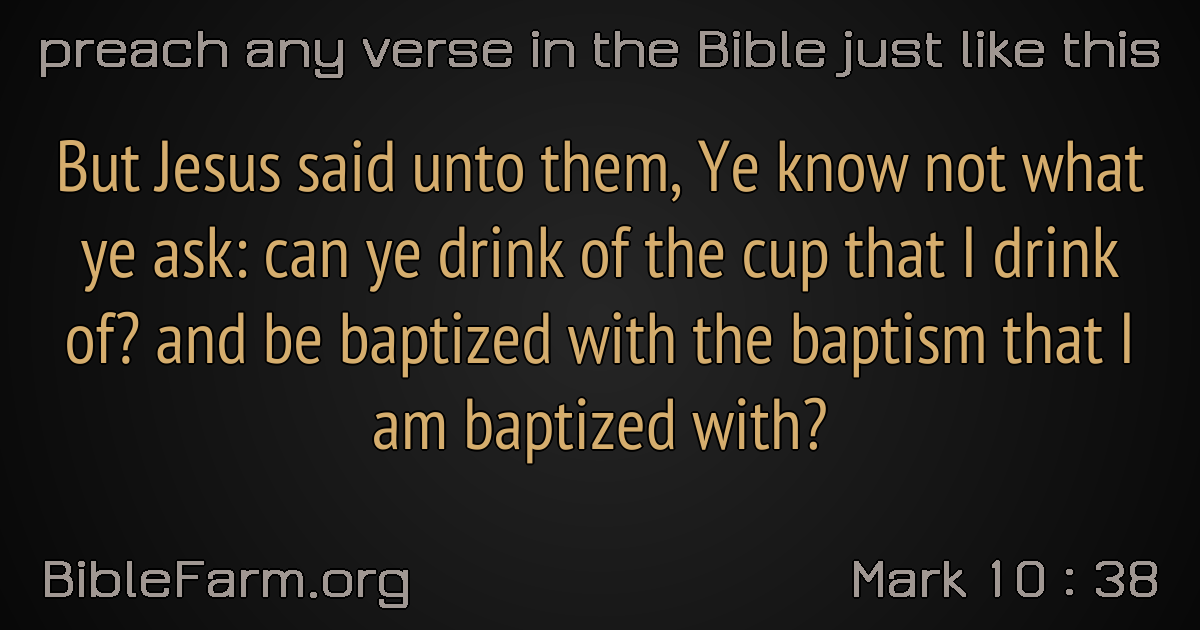 preach any verse in the Bible just like this
But Jesus said unto them, Ye know not what
ye ask: can ye drink of the cup that I drink
of? and be baptized with the baptism that I
am baptized with?
BibleFarm.org
Mark 10 : 38